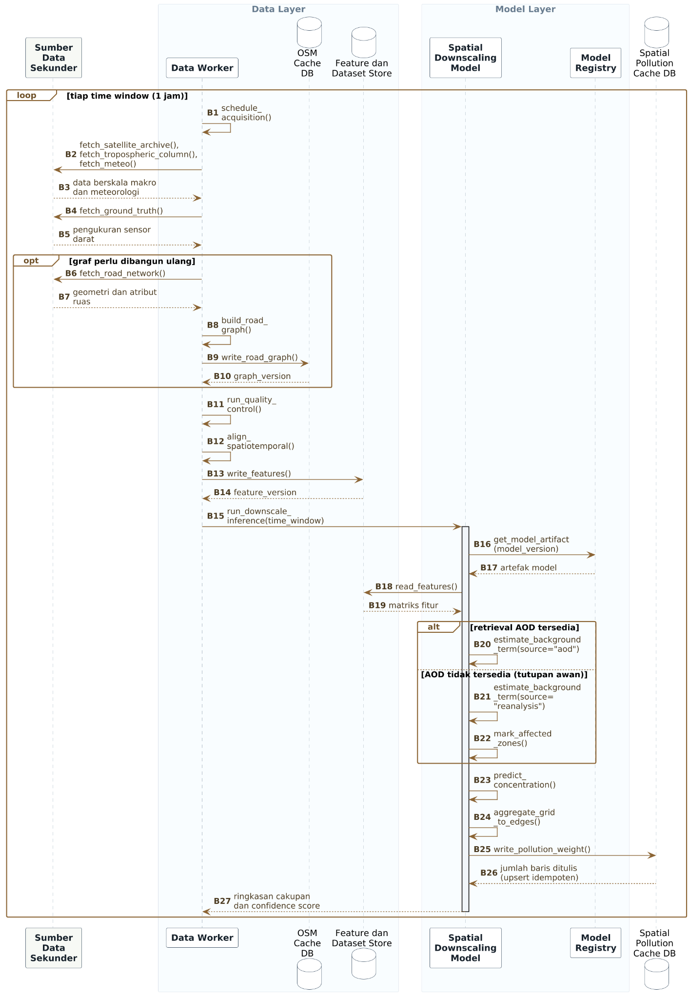 Data Layer
Model Layer
Sumber
Data
Sekunder
Data Worker
OSM
Cache
DB
Feature dan
Dataset Store
Spatial
Downscaling
Model
Model
Registry
Spatial
Pollution
Cache DB
loop
[tiap time window (1 jam)]
B1 schedule_
acquisition()
fetch_satellite_archive(),
B2 fetch_tropospheric_column(),
fetch_meteo()
B3 data berskala makro
dan meteorologi
B4 fetch_ground_truth()
B5 pengukuran sensor
darat
opt
[graf perlu dibangun ulang]
B6 fetch_road_network()
B7 geometri dan atribut
ruas
B8 build_road_
graph()
B9 write_road_graph()
B10 graph_version
B11 run_quality_
control()
B12 align_
spatiotemporal()
B13 write_features()
B14 feature_version
B15 run_downscale_
inference(time_window)
B16 get_model_artifact
(model_version)
B17 artefak model
B18 read_features()
B19 matriks fitur
alt
[retrieval AOD tersedia]
B20 estimate_background
_term(source="aod")
[AOD tidak tersedia (tutupan awan)]
estimate_background
B21 _term(source=
"reanalysis")
B22 mark_affected
_zones()
B23 predict_
concentration()
B24 aggregate_grid
_to_edges()
B25 write_pollution_weight()
B26 jumlah baris ditulis
(upsert idempoten)
B27 ringkasan cakupan
dan confidence score
Sumber
Data
Sekunder
Data Worker
OSM
Cache
DB
Feature dan
Dataset Store
Spatial
Downscaling
Model
Model
Registry
Spatial
Pollution
Cache DB